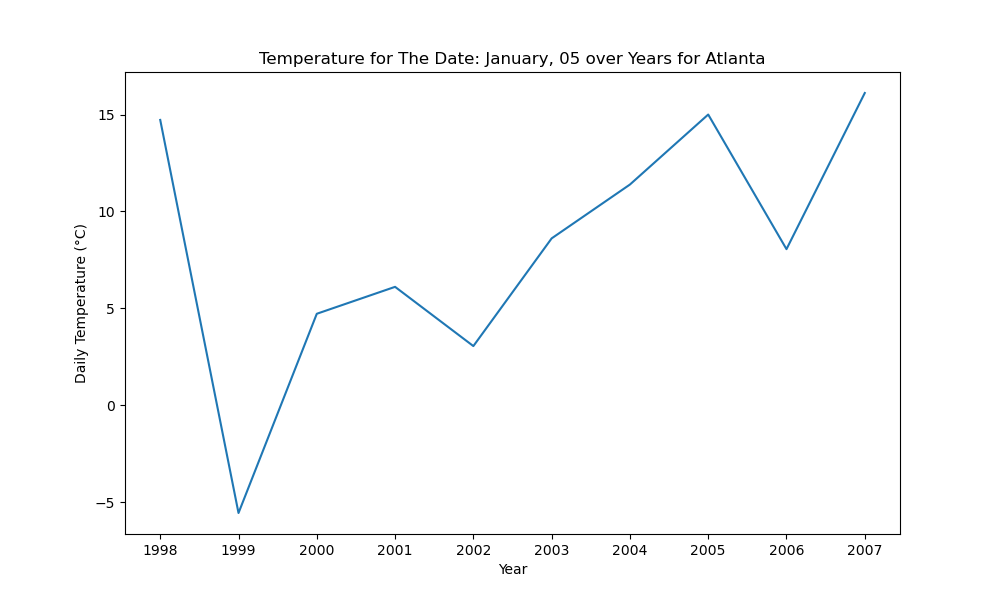 Temperature for The Date: January, 05 over Years for Atlanta
Daily Temperature (°C)
15
10
5
0
−5
1998 1999 2000 2001 2002 2003 2004 2005 2006 2007
Year